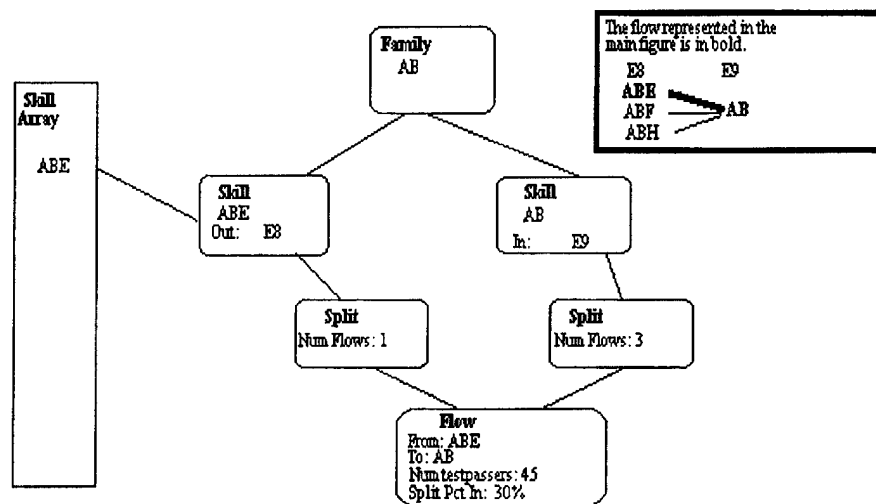 Family
AB
The flow represented in the
main figure is in bold.
E8 E9
ABE
ABF AB
ABH
Skill
Array
ABE
Skill
ABE
Out: E8
Skill
AB
In: E9
Split
Num Flows: 1
Split
Num Flows: 3
Flow
From: ABE
To: AB
Num testpassers: 45
Split Pct In: 30%